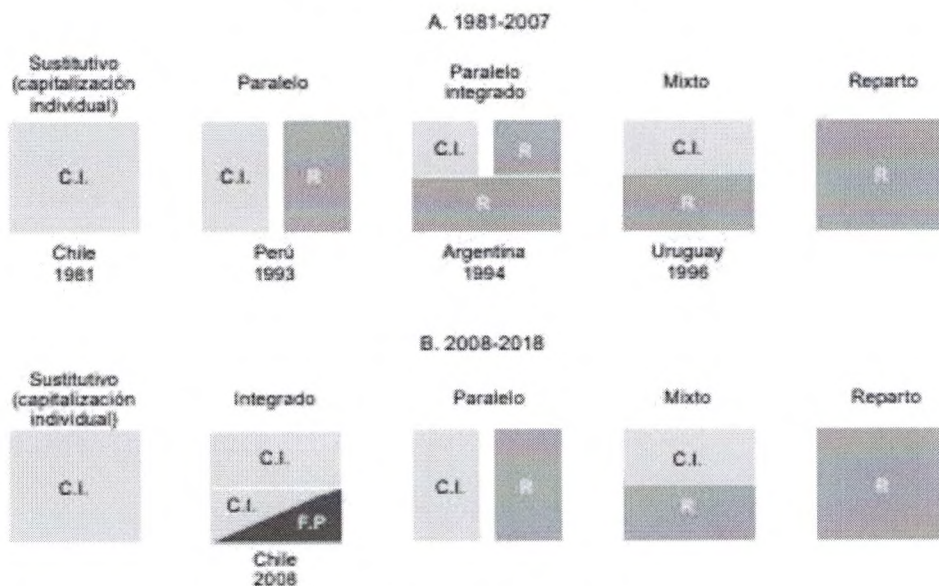 A. 1981-2007
Sustitutivo
(capitalización
individual)
Paralelo
Paralelo
integrado
Mixto
Reparto
C.I.
C.I.
R
C.I.
R
R
C.I.
R
R
Chile
1981
Perú
1993
Argentina
1994
Uruguay
1996
B. 2008-2018
Sustitutivo
(capitalización
individual)
Integrado
Paralelo
Mixto
Reparto
C.I.
C.I.
C.I.
F.P
C.I.
R
C.I.
R
R
Chile
2008